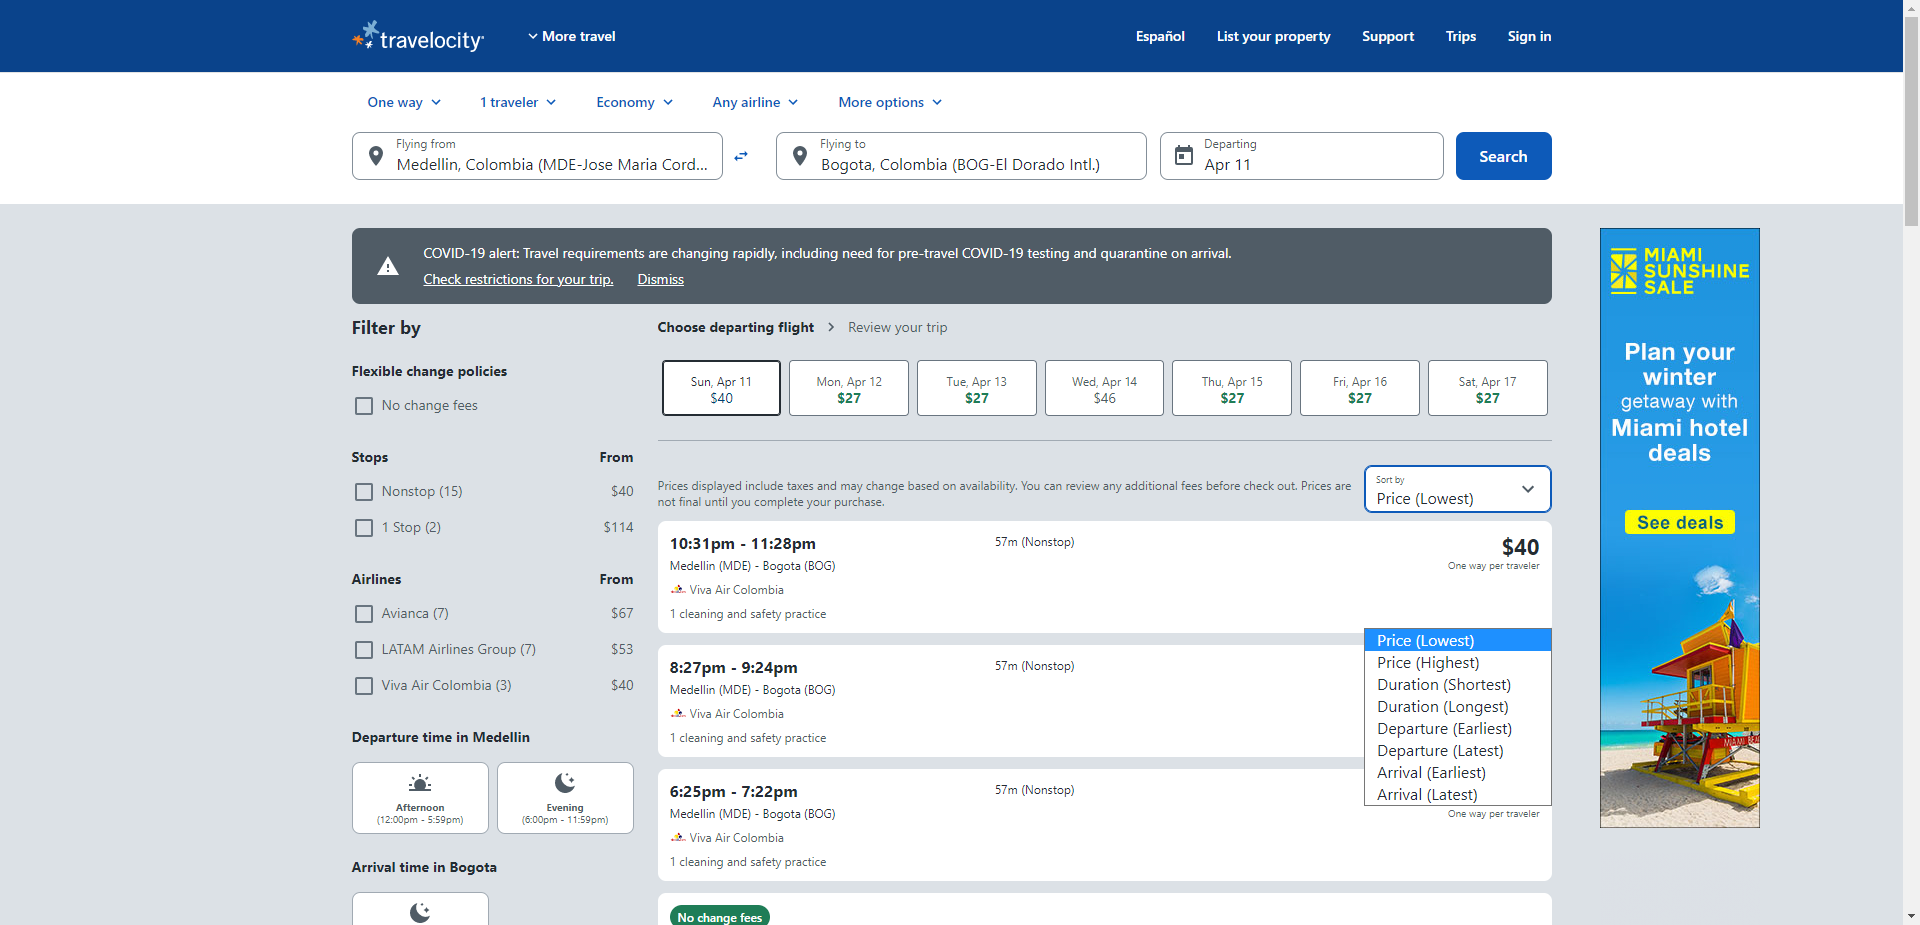 travelocity
More travel
Español
List your property
Support
Trips
Sign in
One way
1 traveler
Economy
Any airline
More options
Flying from
Medellin, Colombia (MDE-Jose Maria Cord...
Flying to
Bogota, Colombia (BOG-El Dorado Intl.)
Departing
Apr 11
Search
COVID-19 alert: Travel requirements are changing rapidly, including need for pre-travel COVID-19 testing and quarantine on arrival.
Check restrictions for your trip.
Dismiss
Filter by
Flexible change policies
No change fees
Stops From
Nonstop (15) $40
1 Stop (2) $114
Airlines From
Avianca (7) $67
LATAM Airlines Group (7) $53
Viva Air Colombia (3) $40
Departure time in Medellin
Afternoon
(12:00pm - 5:59pm)
Evening
(6:00pm - 11:59pm)
Arrival time in Bogota
Choose departing flight
Review your trip
Sun, Apr 11
$40
Mon, Apr 12
$27
Tue, Apr 13
$27
Wed, Apr 14
$46
Thu, Apr 15
$27
Fri, Apr 16
$27
Sat, Apr 17
$27
Prices displayed include taxes and may change based on availability. You can review any additional fees before check out. Prices are
not final until you complete your purchase.
Sort by
Price (Lowest)
10:31pm - 11:28pm
57m (Nonstop)
$40
Medellin (MDE) - Bogota (BOG)
One way per traveler
Viva Air Colombia
1 cleaning and safety practice
8:27pm - 9:24pm
57m (Nonstop)
Medellin (MDE) - Bogota (BOG)
Viva Air Colombia
1 cleaning and safety practice
Price (Lowest)
Price (Highest)
Duration (Shortest)
Duration (Longest)
Departure (Earliest)
Departure (Latest)
Arrival (Earliest)
Arrival (Latest)
6:25pm - 7:22pm
57m (Nonstop)
Medellin (MDE) - Bogota (BOG)
One way per traveler
Viva Air Colombia
1 cleaning and safety practice
No change fees
MIAMI
SUNSHINE
SALE
Plan your
winter
getaway with
Miami hotel
deals
See deals